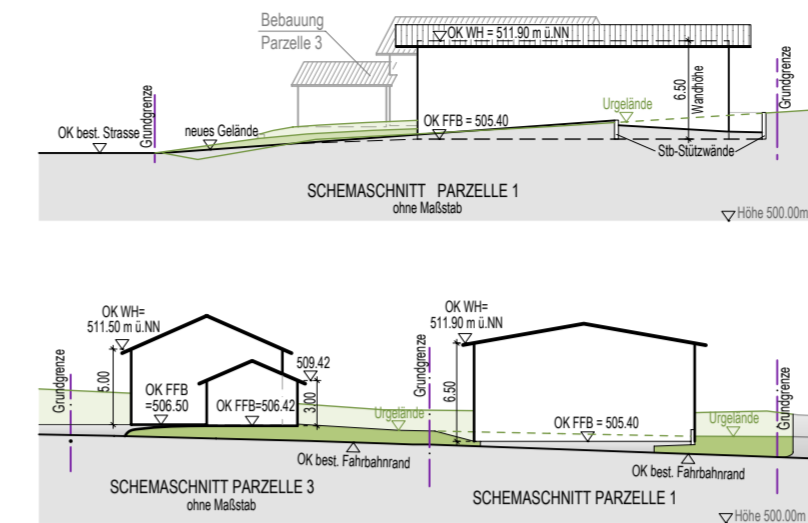 Bebauung
Parzelle 3
OK WH = 511.90 m ü.NN
6.50
Wandhöhe
Grundgrenze
Urgelände
Grundgrenze
OK best. Strasse
neues Gelände
OK FFB = 505.40
Stb-Stützwände
SCHEMASCHNITT PARZELLE 1
ohne Maßstab
Höhe 500.00m
OK WH=
511.50 m ü.NN
5.00
Grundgrenze
OK FFB
=506.50
OK FFB=506.42
509.42
3.00
Urgelände
OK best. Fahrbahnrand
SCHEMASCHNITT PARZELLE 3
ohne Maßstab
OK WH=
511.90 m ü.NN
Grundgrenze
6.50
OK FFB = 505.40
Urgelände
Grundgrenze
OK best. Fahrbahnrand
SCHEMASCHNITT PARZELLE 1
Höhe 500.00m